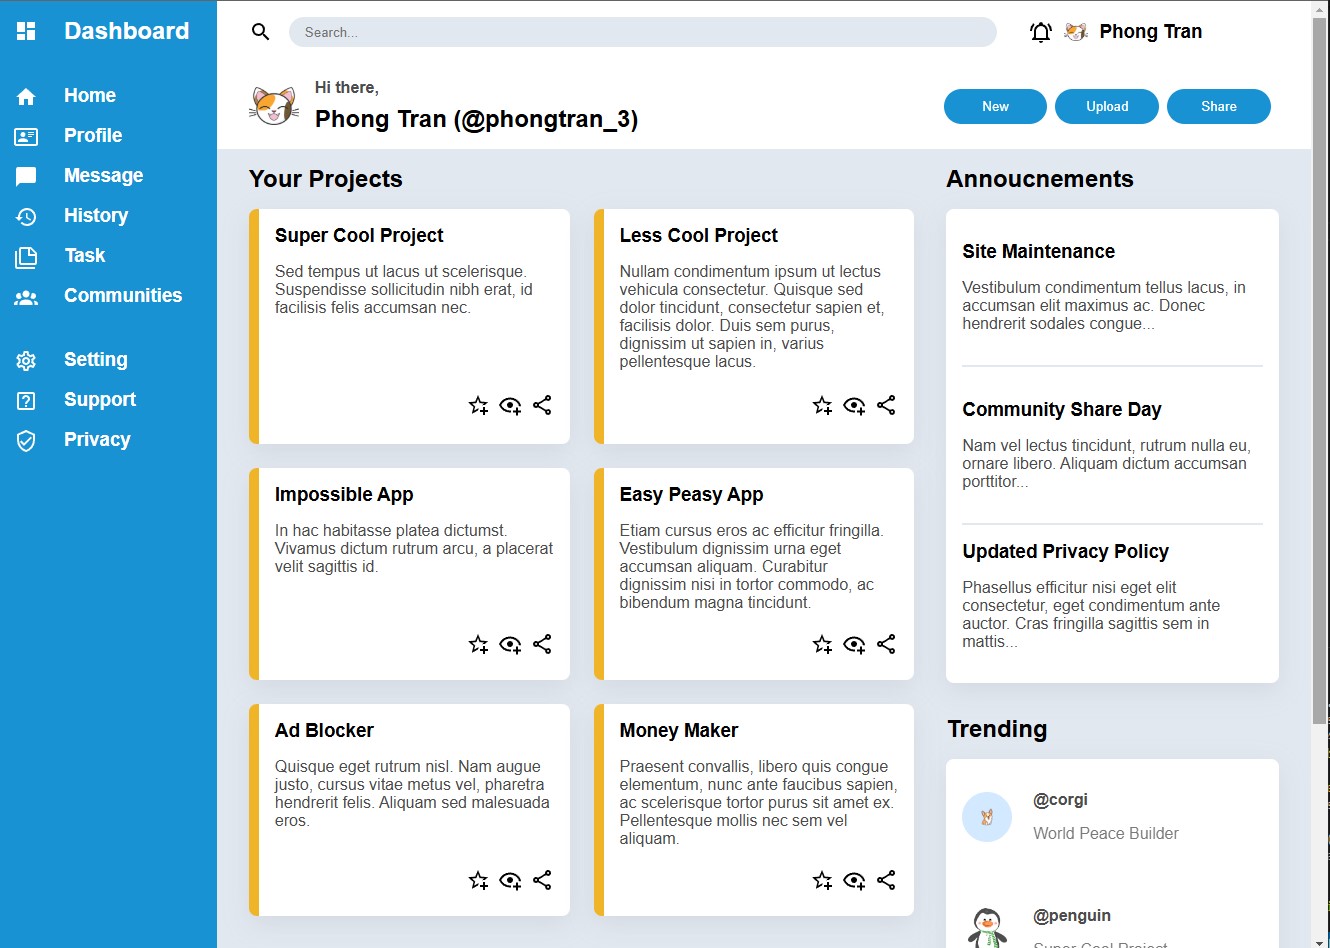 Dashboard
Home
Profile
Message
History
Task
Communities
Setting
Support
Privacy
Search...
Phong Tran
Hi there,
Phong Tran (@phongtran_3)
New
Upload
Share
Your Projects
Super Cool Project
Sed tempus ut lacus ut scelerisque.
Suspendisse sollicitudin nibh erat, id
facilisis felis accumsan nec.
Less Cool Project
Nullam condimentum ipsum ut lectus
vehicula consectetur. Quisque sed
dolor tincidunt, consectetur sapien et,
facilisis dolor. Duis sem purus,
dignissim ut sapien in, varius
pellentesque lacus.
Impossible App
In hac habitasse platea dictumst.
Vivamus dictum rutrum arcu, a placerat
velit sagittis id.
Easy Peasy App
Etiam cursus eros ac efficitur fringilla.
Vestibulum dignissim urna eget
accumsan aliquam. Curabitur
dignissim nisi in tortor commodo, ac
bibendum magna tincidunt.
Ad Blocker
Quisque eget rutrum nisl. Nam augue
justo, cursus vitae metus vel, pharetra
hendrerit felis. Aliquam sed malesuada
eros.
Money Maker
Praesent convallis, libero quis congue
elementum, nunc ante faucibus sapien,
ac scelerisque tortor purus sit amet ex.
Pellentesque mollis nec sem vel
aliquam.
Annoucnements
Site Maintenance
Vestibulum condimentum tellus lacus, in
accumsan elit maximus ac. Donec
hendrerit sodales congue...
Community Share Day
Nam vel lectus tincidunt, rutrum nulla eu,
ornare libero. Aliquam dictum accumsan
porttitor...
Updated Privacy Policy
Phasellus efficitur nisi eget elit
consectetur, eget condimentum ante
auctor. Cras fringilla sagittis sem in
mattis...
Trending
@corgi
World Peace Builder
@penguin
Super Cool Project